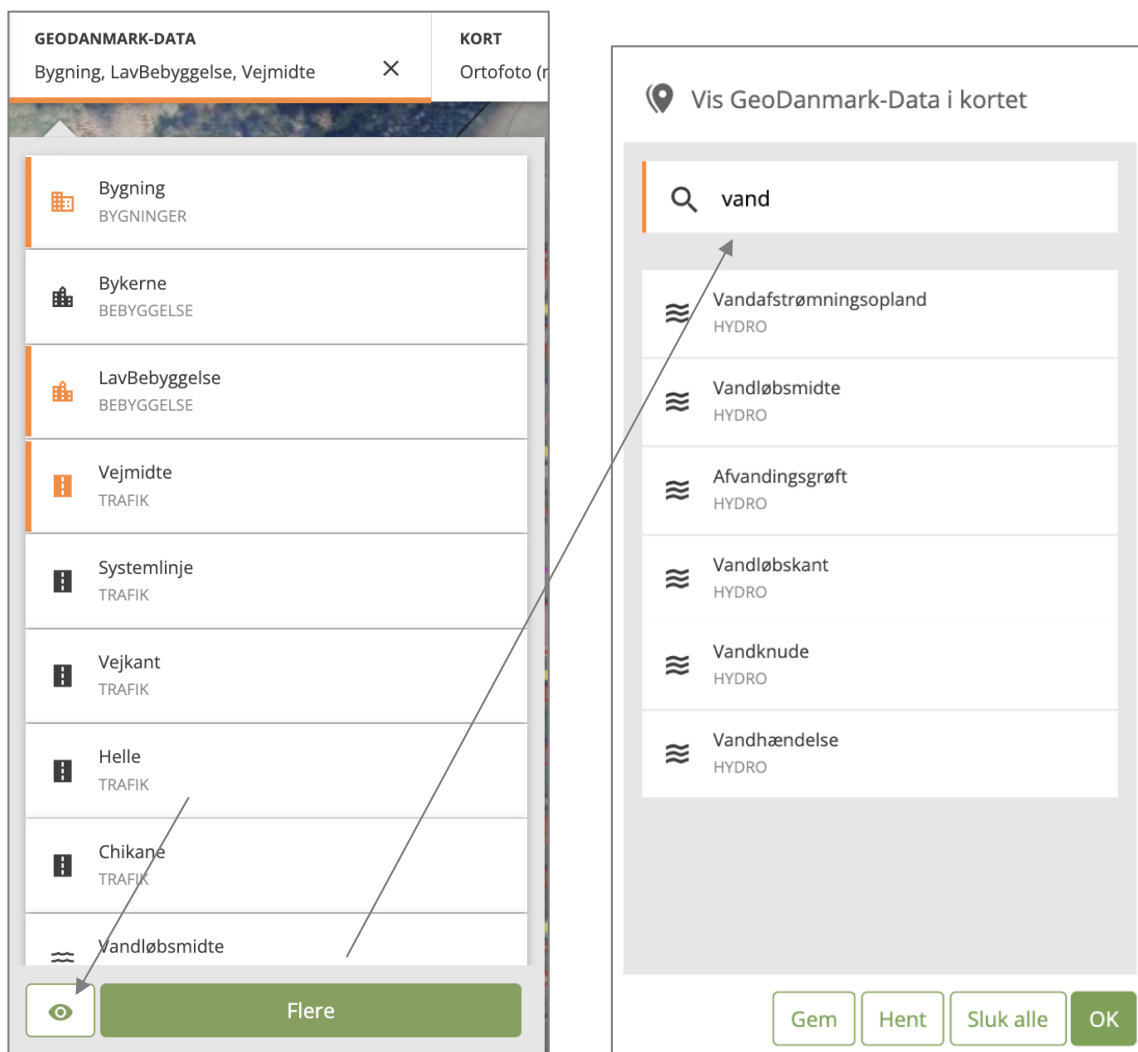 GEODANMARK-DATA
Bygning, LavBebyggelse, Vejmidte
KORT
Ortofoto (
Bygning
BYGNINGER
Bykerne
BEBYGGELSE
LavBebyggelse
BEBYGGELSE
Vejmidte
TRAFIK
Systemlinje
TRAFIK
Vejkant
TRAFIK
Helle
TRAFIK
Chikane
TRAFIK
Vandløbsmidte
Flere
Vis GeoDanmark-Data i kortet
vand
Vandafstrømningsopland
HYDRO
Vandløbsmidte
HYDRO
Afvandingsgrøft
HYDRO
Vandløbskant
HYDRO
Vandknude
HYDRO
Vandhændelse
HYDRO
Gem
Hent
Sluk alle
OK